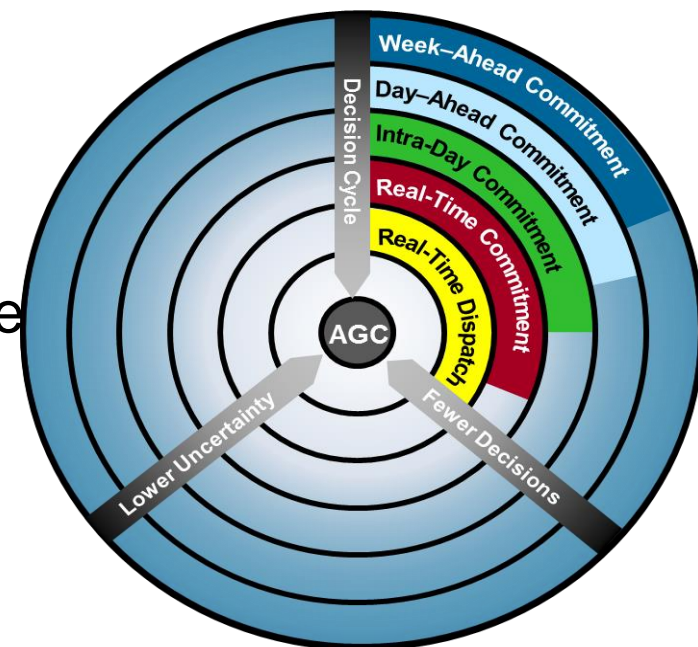 Week–Ahead Commitment
Day–Ahead Commitment
Intra-Day Commitment
Real-Time Commitment
Real-Time Dispatch
Decision Cycle
e
AGC
Lower Uncertainty
Fewer Decisions